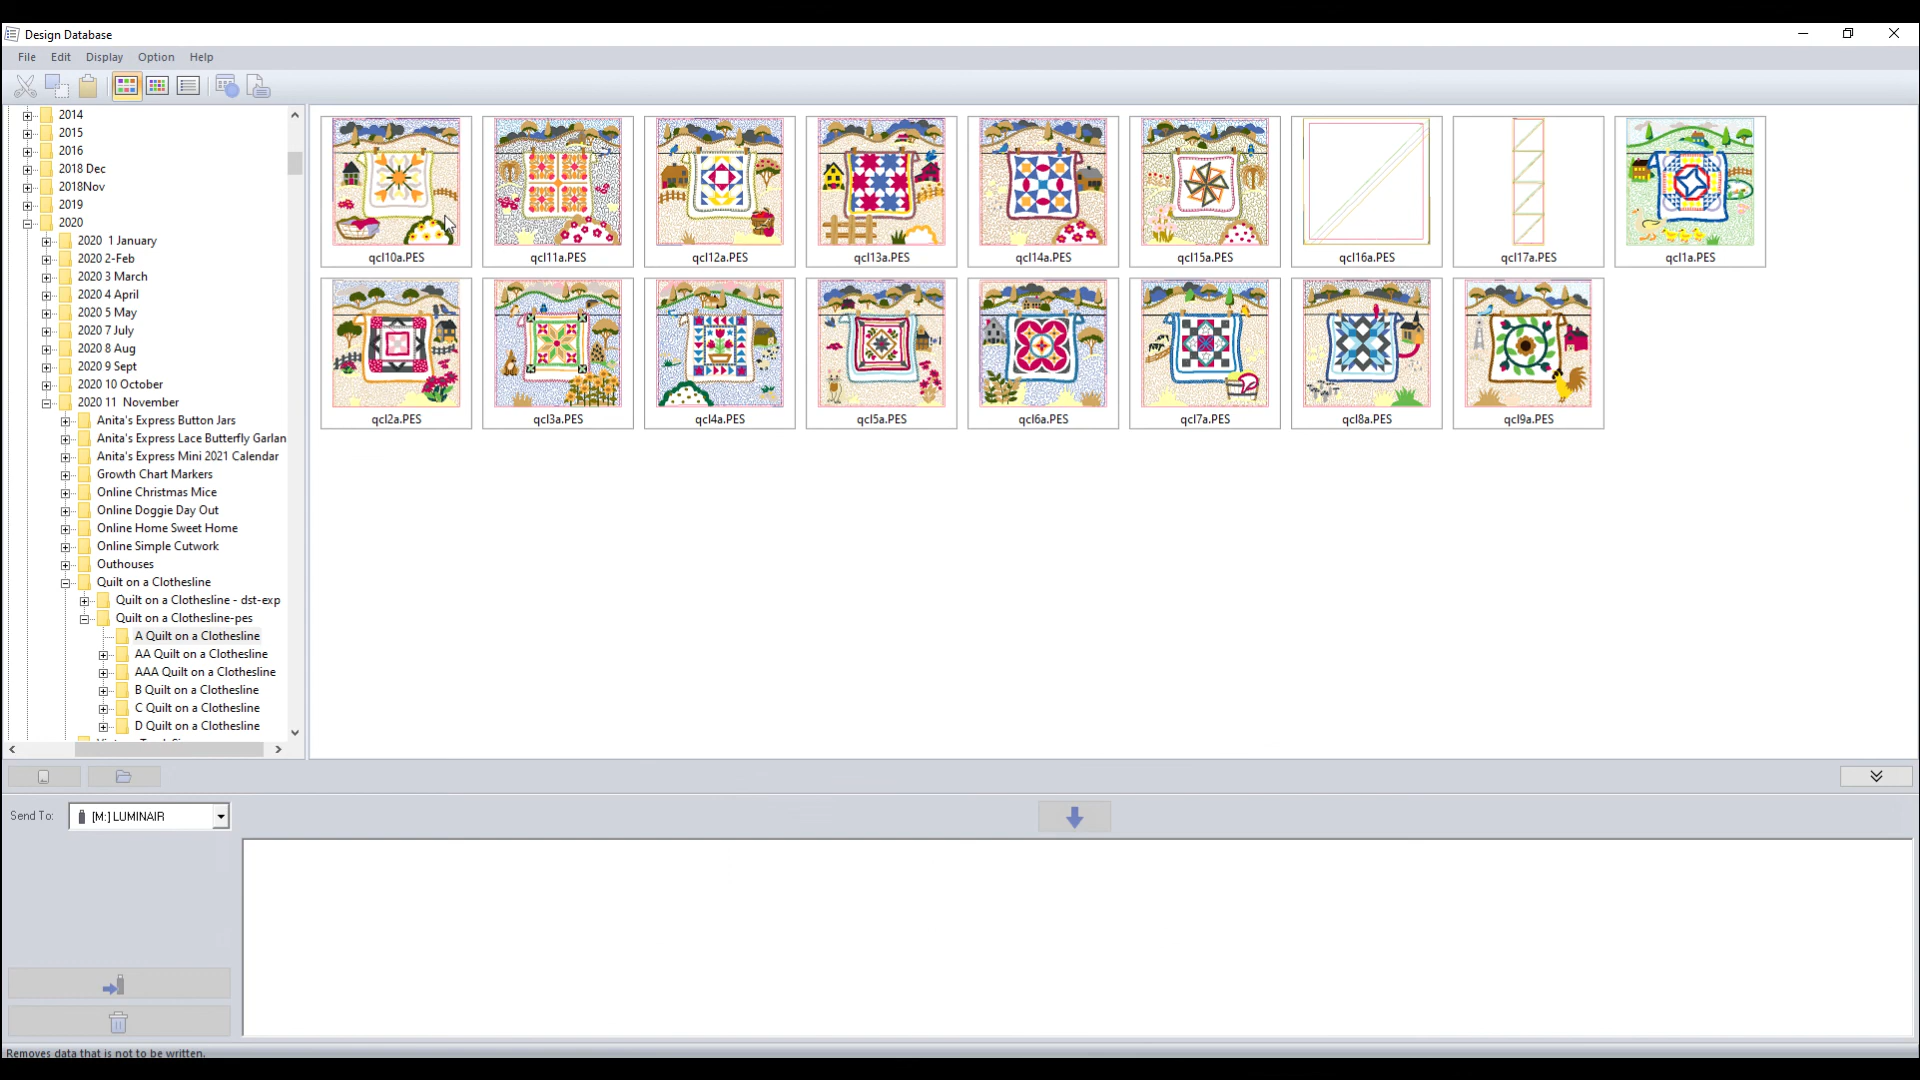 Design Database
File Edit Display Option Help
2014
2015
2016
2018 Dec
2018Nov
2019
2020
2020 1 January
2020 2-Feb
2020 3 March
2020 4 April
2020 5 May
2020 7 July
2020 8 Aug
2020 9 Sept
2020 10 October
2020 11 November
Anita's Express Button Jars
Anita's Express Lace Butterfly Garlan
Anita's Express Mini 2021 Calendar
Growth Chart Markers
Online Christmas Mice
Online Doggie Day Out
Online Home Sweet Home
Online Simple Cutwork
Outhouses
Quilt on a Clothesline
Quilt on a Clothesline - dst-exp
Quilt on a Clothesline-pes
A Quilt on a Clothesline
AA Quilt on a Clothesline
AAA Quilt on a Clothesline
B Quilt on a Clothesline
C Quilt on a Clothesline
D Quilt on a Clothesline
qcl10a.PES qcl11a.PES qcl12a.PES qcl13a.PES qcl14a.PES qcl15a.PES qcl16a.PES qcl17a.PES qcl1a.PES
qcl2a.PES qcl3a.PES qcl4a.PES qcl5a.PES qcl6a.PES qcl7a.PES qcl8a.PES qcl9a.PES
Send To: [M:] LUMINAIR
Removes data that is not to be written.